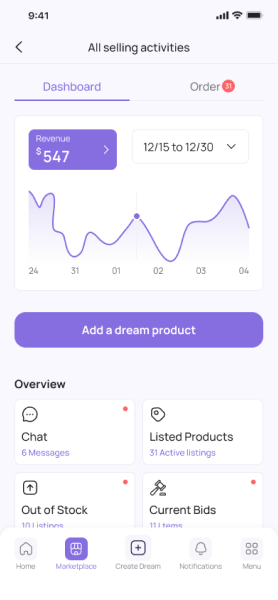 9:41
All selling activities
Dashboard
Order 31
Revenue
$ 547
12/15 to 12/30
24 31 01 02 03 04
Add a dream product
Overview
Chat
6 Messages
Listed Products
31 Active listings
Out of Stock
10 Listings
Current Bids
11 Items
Home Marketplace Create Dream Notifications Menu